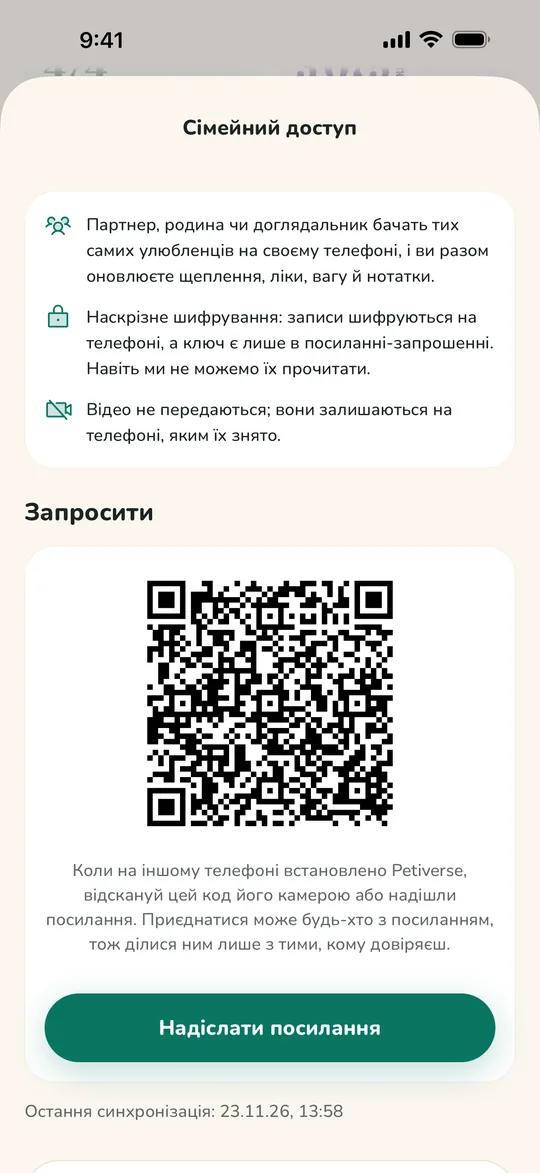 9:41
Сімейний доступ
Партнер, родина чи доглядальник бачать тих
самих улюбленців на своєму телефоні, і ви разом
оновлюєте щеплення, ліки, вагу й нотатки.
Наскрізне шифрування: записи шифруються на
телефоні, а ключ є лише в посиланні-запрошенні.
Навіть ми не можемо їх прочитати.
Відео не передаються; вони залишаються на
телефоні, яким їх знято.
Запросити
Коли на іншому телефоні встановлено Petiverse,
відскануй цей код його камерою або надішли
посилання. Приєднатися може будь-хто з посиланням,
тож ділися ним лише з тими, кому довіряєш.
Надіслати посилання
Остання синхронізація: 23.11.26, 13:58